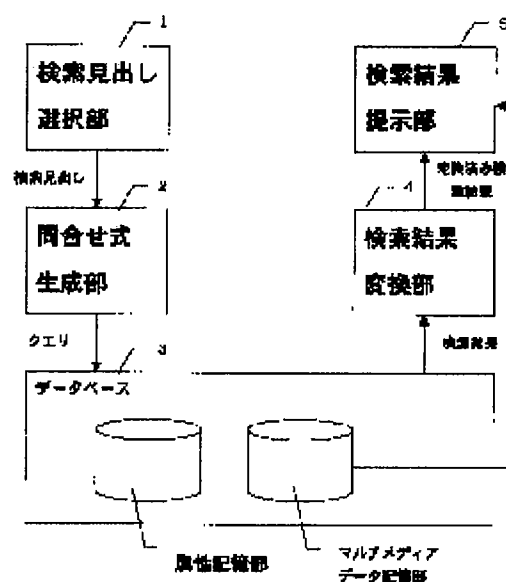 1
検索見出し
選択部
検索見出し
2
問合せ式
生成部
クエリ
3
データベース
属性記憶部
マルチメディア
データ記憶部
5
検索結果
提示部
変換済み検
索結果
4
検索結果
変換部
検索結果